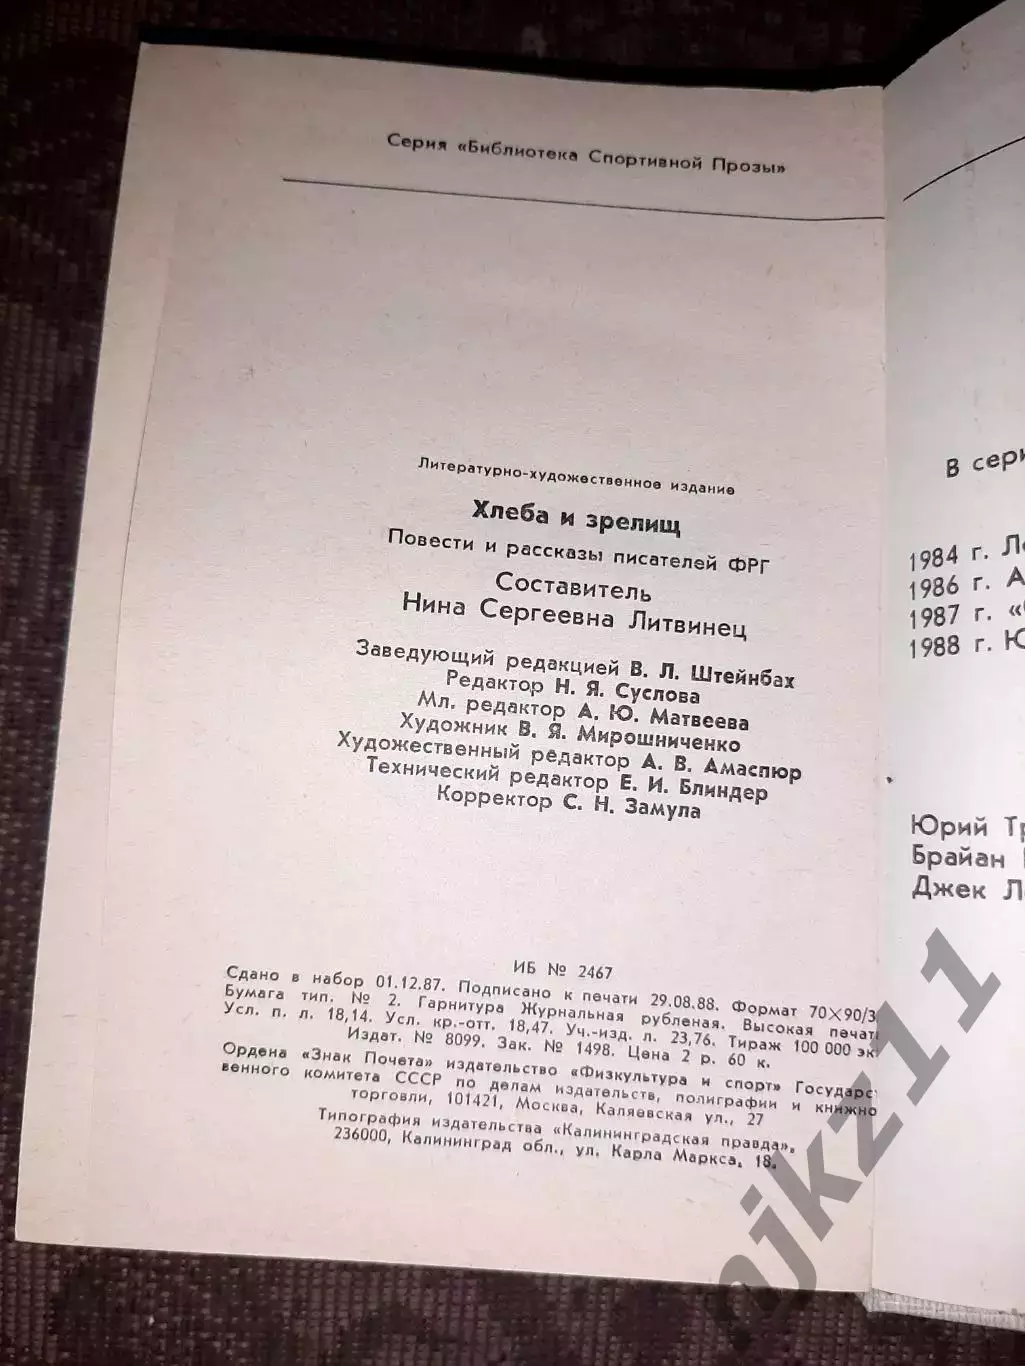 Серия «Библиотека Спортивной Прозы»
Литературно-художественное издание
Хлеба и зрелищ
Повести и рассказы писателей ФРГ
Составитель
Нина Сергеевна Литвинец
Заведующий редакцией В. Л. Штейнбах
Редактор Н. Я. Суслова
Мл. редактор А. Ю. Матвеева
Художник В. Я. Мирошниченко
Художественный редактор А. В. Амаспюр
Технический редактор Е. И. Блиндер
Корректор С. Н. Замула
ИБ № 2467
Сдано в набор 01.12.87. Подписано к печати 29.08.88. Формат 70×90/3
Бумага тип. № 2. Гарнитура Журнальная рубленая. Высокая печат
Усл. п. л. 18,14. Усл. кр.-отт. 18,47. Уч.-изд. л. 23,76. Тираж 100 000 эк
Издат. № 8099. Зак. № 1498. Цена 2 р. 60 к.
Ордена «Знак Почета» издательство «Физкультура и спорт» Государст
венного комитета СССР по делам издательств, полиграфии и книжно
торговли, 101421, Москва, Каляевская ул., 27
Типография издательства «Калининградская правда»,
236000, Калининград обл., ул. Карла Маркса, 18.
В сери
1984 г. Ле
1986 г. А
1987 г. «
1988 г. Ю
Юрий Тр
Брайан
Джек Л
njkz11